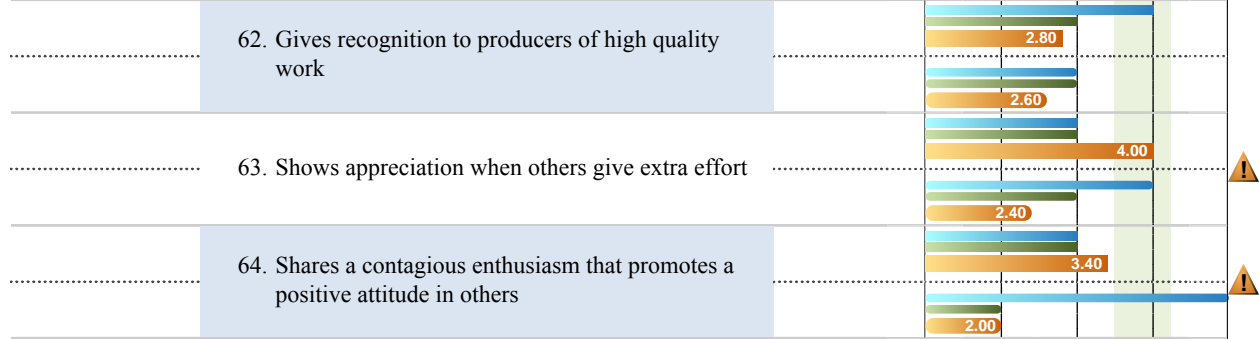 62. Gives recognition to producers of high quality
work
2.80
2.60
63. Shows appreciation when others give extra effort
4.00
2.40
64. Shares a contagious enthusiasm that promotes a
positive attitude in others
3.40
2.00